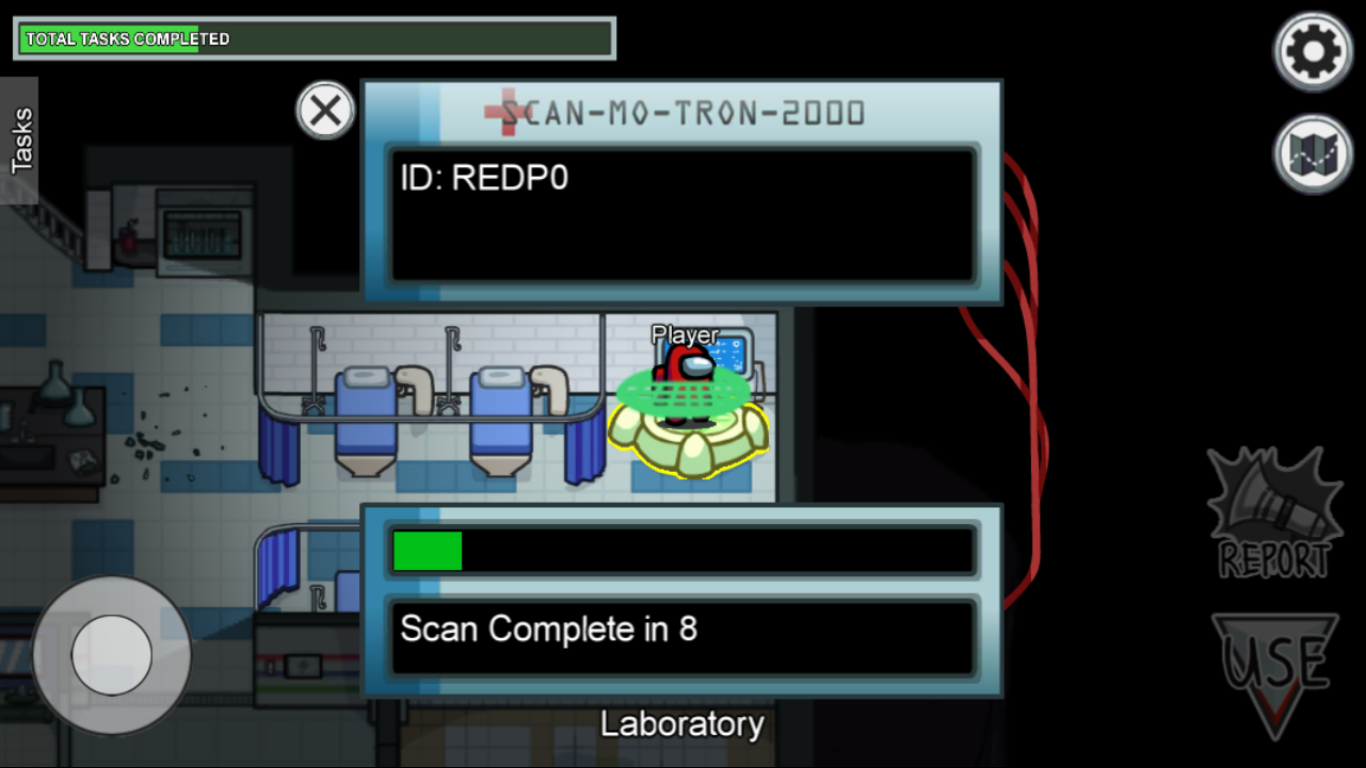 TOTAL TASKS COMPLETED
Tasks
SCAN-MO-TRON-2000
ID: REDP0
Player
Scan Complete in 8
REPORT
USE
Laboratory